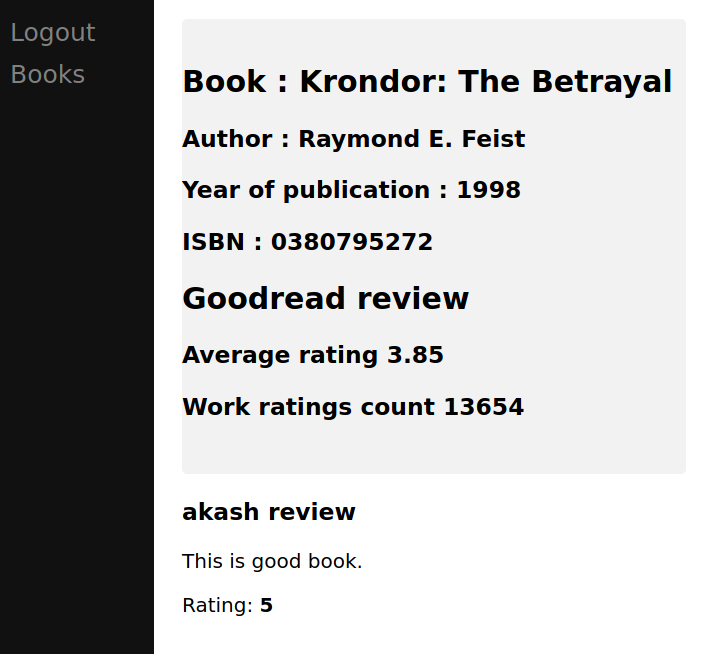 Logout
Books
Book : Krondor: The Betrayal
Author : Raymond E. Feist
Year of publication : 1998
ISBN : 0380795272
Goodread review
Average rating 3.85
Work ratings count 13654
akash review
This is good book.
Rating: 5